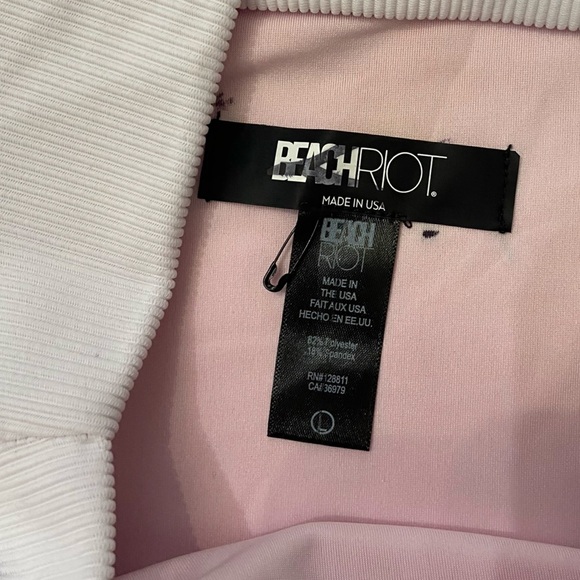 BEACHRIOT®
MADE IN USA
BEACH
RIOT
MADE IN
THE USA
FAIT AUX USA
HECHO EN EE.UU.
82% Polyester
18% Spandex
RN#128811
CA#36979
L